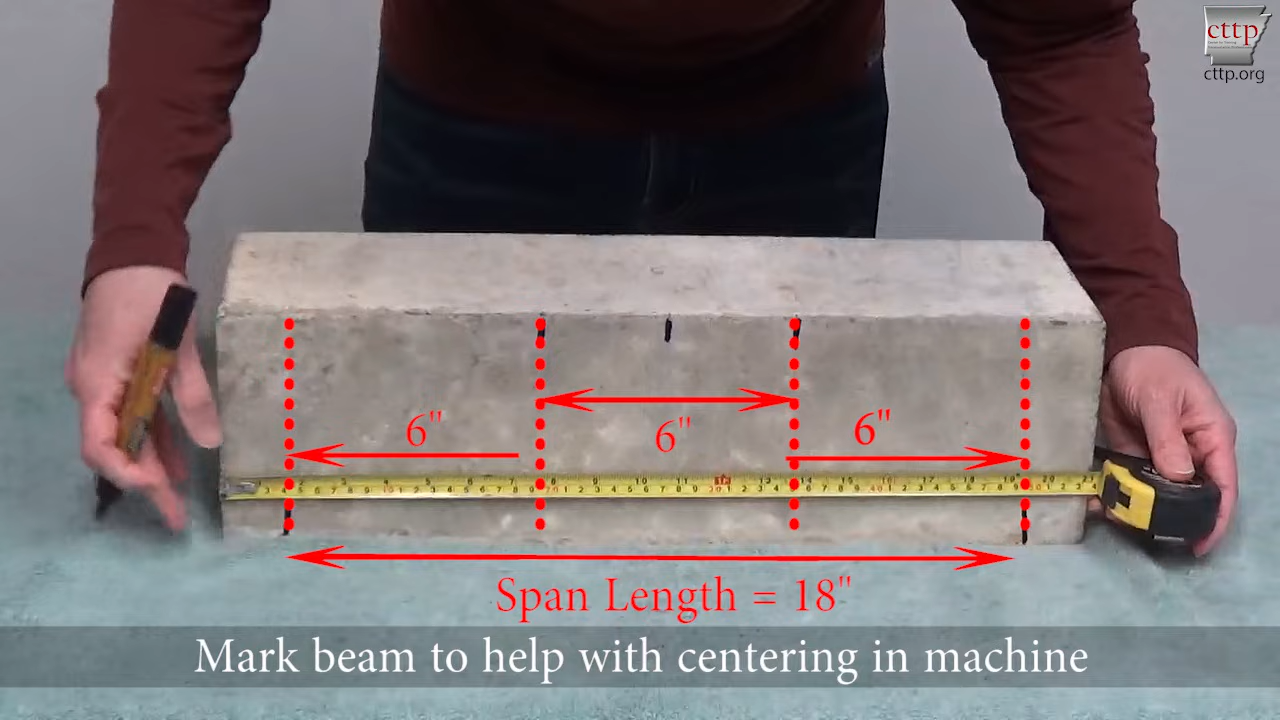 cttp
cttp.org
6"
6"
6"
Span Length = 18"
Mark beam to help with centering in machine